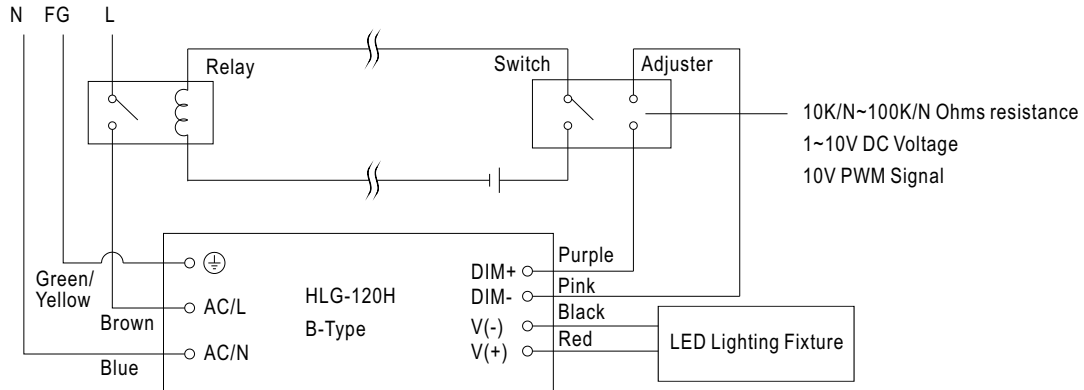 N FG L
Relay
Switch
Adjuster
10K/N~100K/N Ohms resistance
1~10V DC Voltage
10V PWM Signal
Green/
Yellow
Brown
Blue
AC/L
AC/N
HLG-120H
B-Type
DIM+
DIM-
V(-)
V(+)
Purple
Pink
Black
Red
LED Lighting Fixture